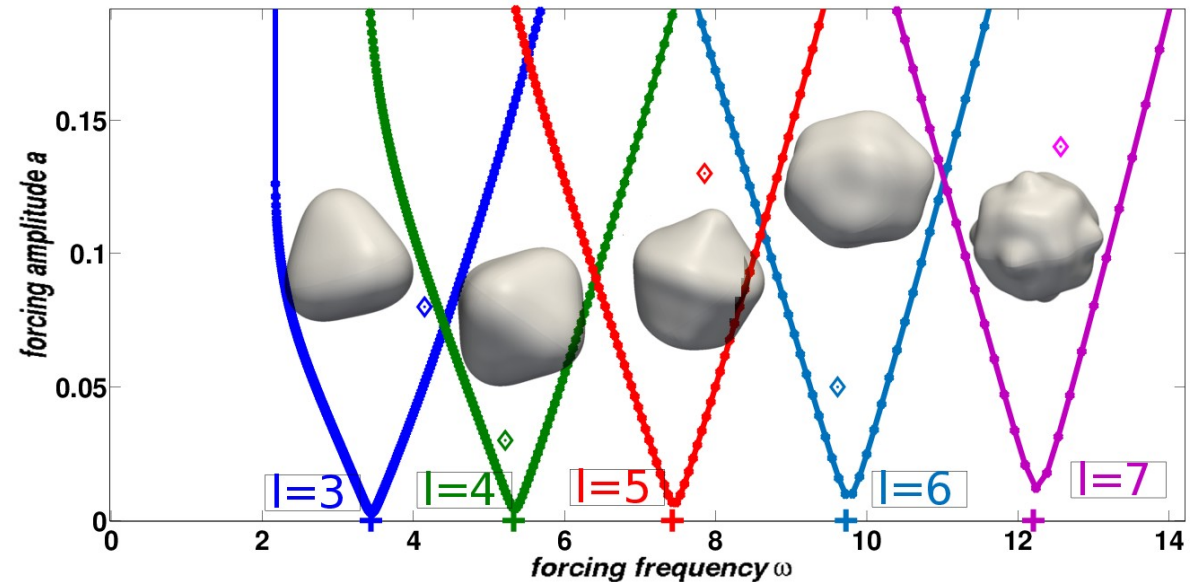 0.15
0.1
0.05
0
forcing amplitude a
l=3
l=4
l=5
l=6
l=7
0 2 4 6 8 10 12 14
forcing frequency ω